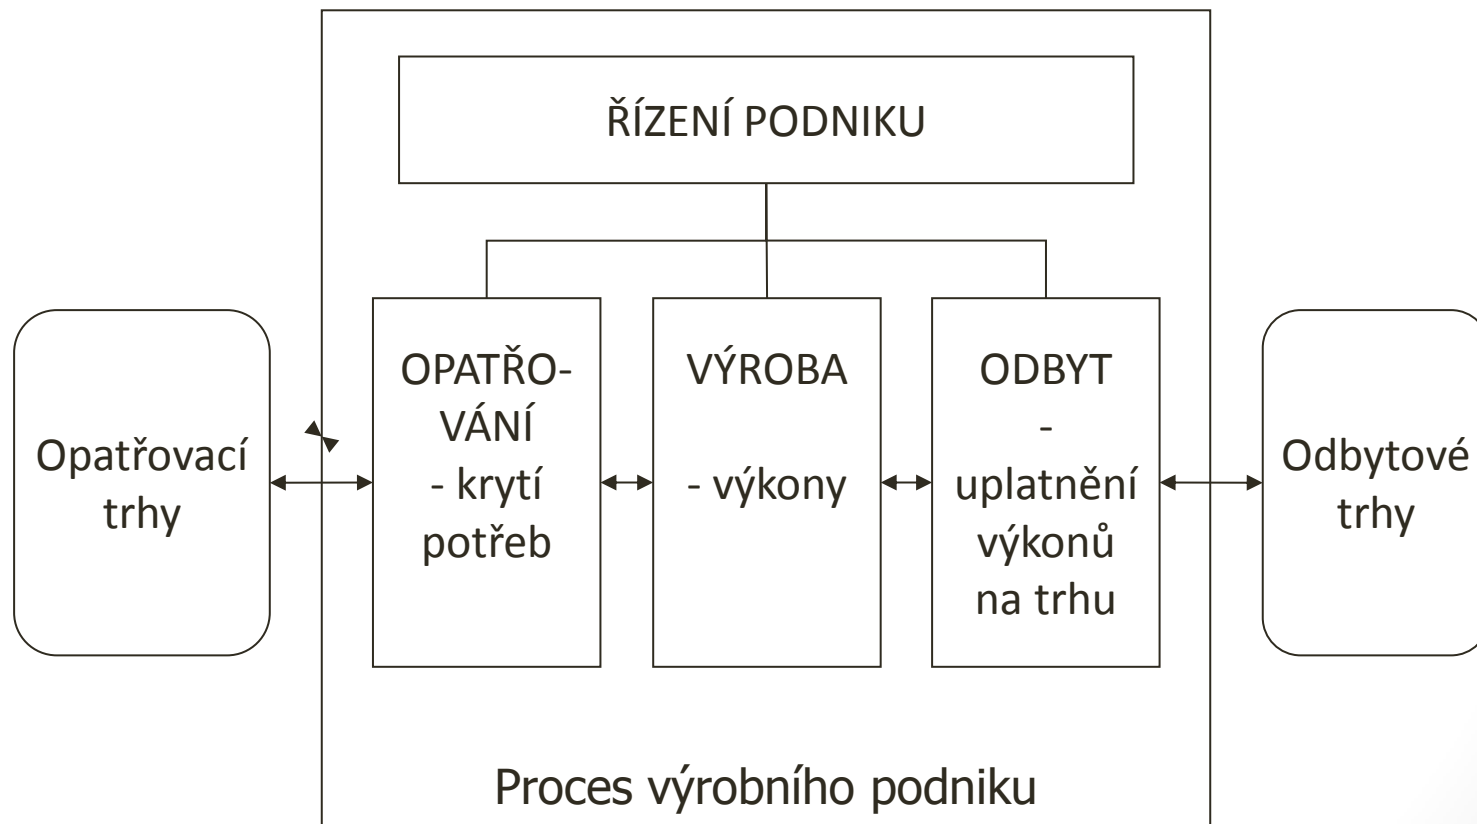 ŘÍZENÍ PODNIKU
Opatřovací
trhy
OPATŘO-
VÁNÍ
- krytí
potřeb
VÝROBA
- výkony
ODBYT
-
uplatnění
výkonů
na trhu
Odbytové
trhy
Proces výrobního podniku